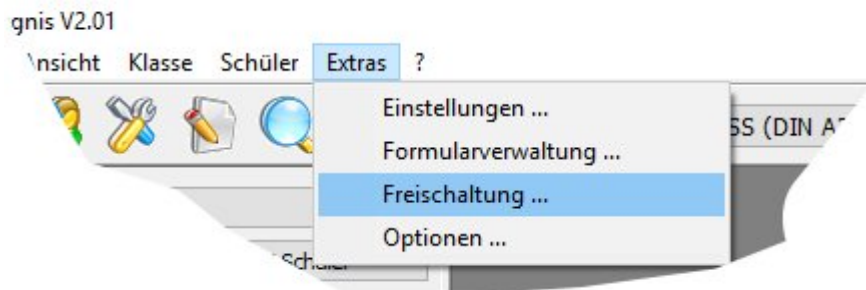 gnis V2.01
nsicht Klasse Schüler Extras ?
Einstellungen ...
SS (DIN A
Formularverwaltung ...
Freischaltung ...
Optionen ...